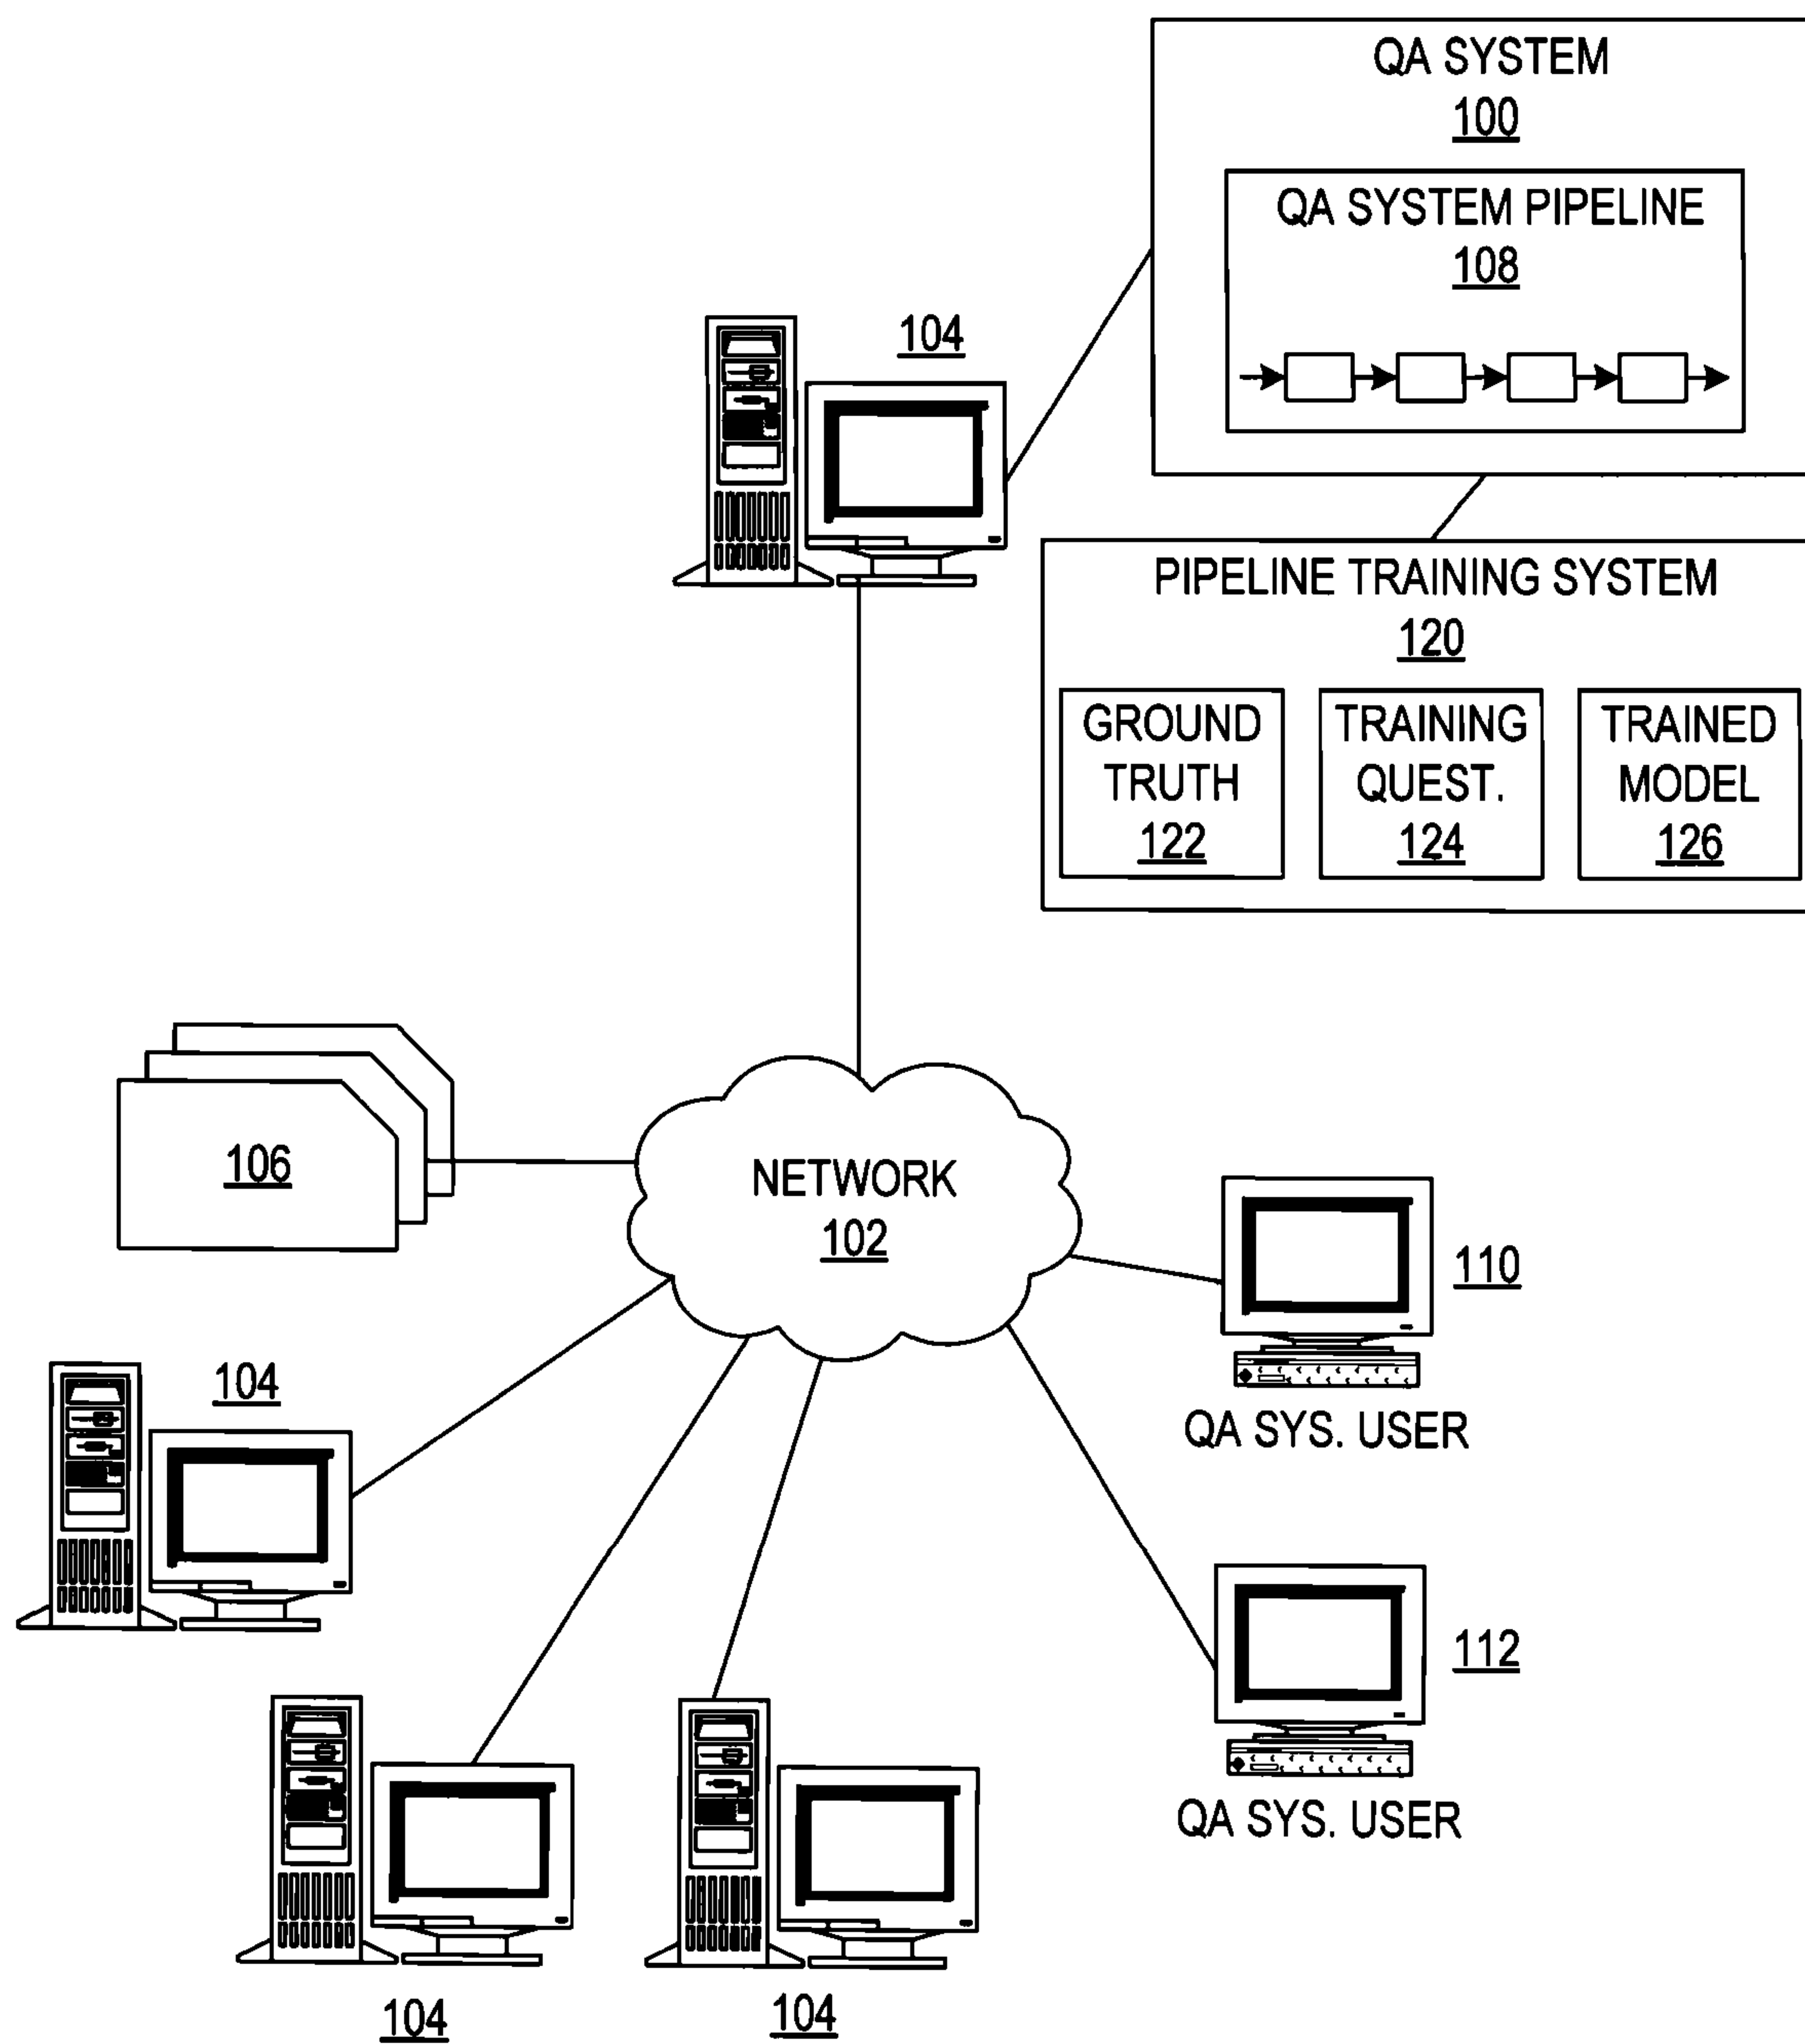 QA SYSTEM
100
QA SYSTEM PIPELINE
108
104
PIPELINE TRAINING SYSTEM
120
GROUND
TRUTH
122
TRAINING
QUEST.
124
TRAINED
MODEL
126
106
NETWORK
102
110
QA SYS. USER
104
112
QA SYS. USER
104
104